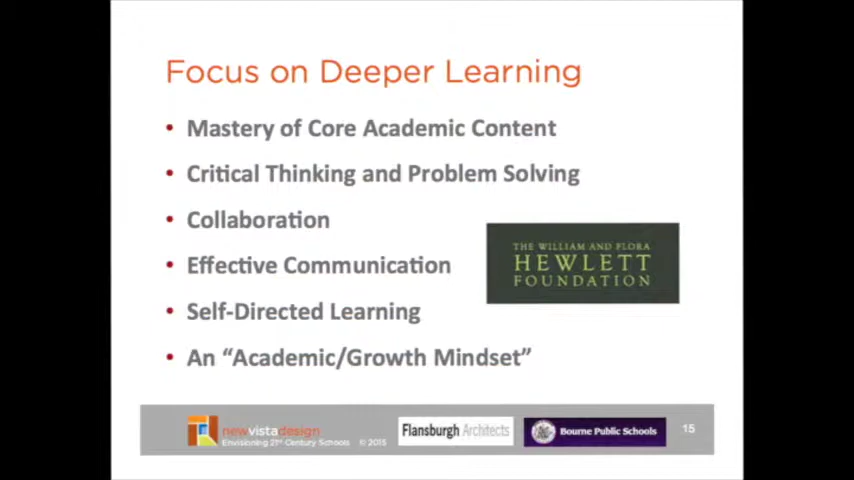 Focus on Deeper Learning
• Mastery of Core Academic Content
• Critical Thinking and Problem Solving
• Collaboration
• Effective Communication
• Self-Directed Learning
• An “Academic/Growth Mindset”
THE WILLIAM AND FLORA
HEWLETT
FOUNDATION
newvistadesign
Envisioning 21st Century Schools © 2015
Flansburgh Architects
Bourne Public Schools
15